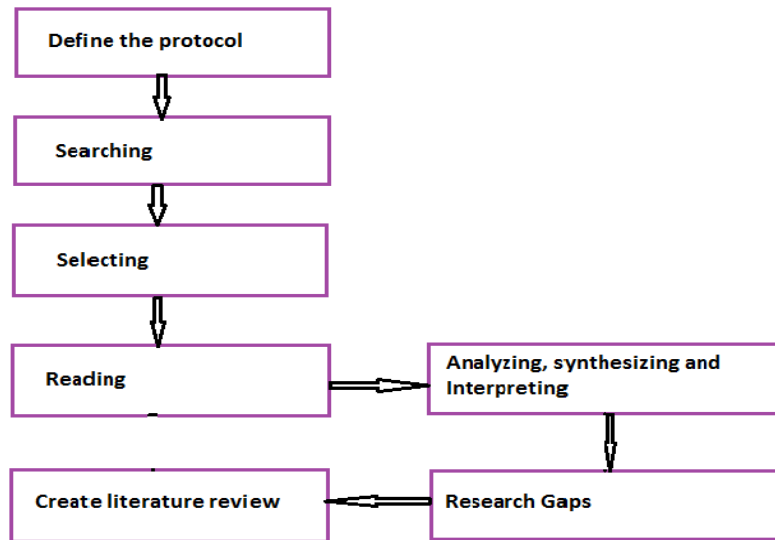 Define the protocol
Searching
Selecting
Reading
Analyzing, synthesizing and
Interpreting
Research Gaps
Create literature review